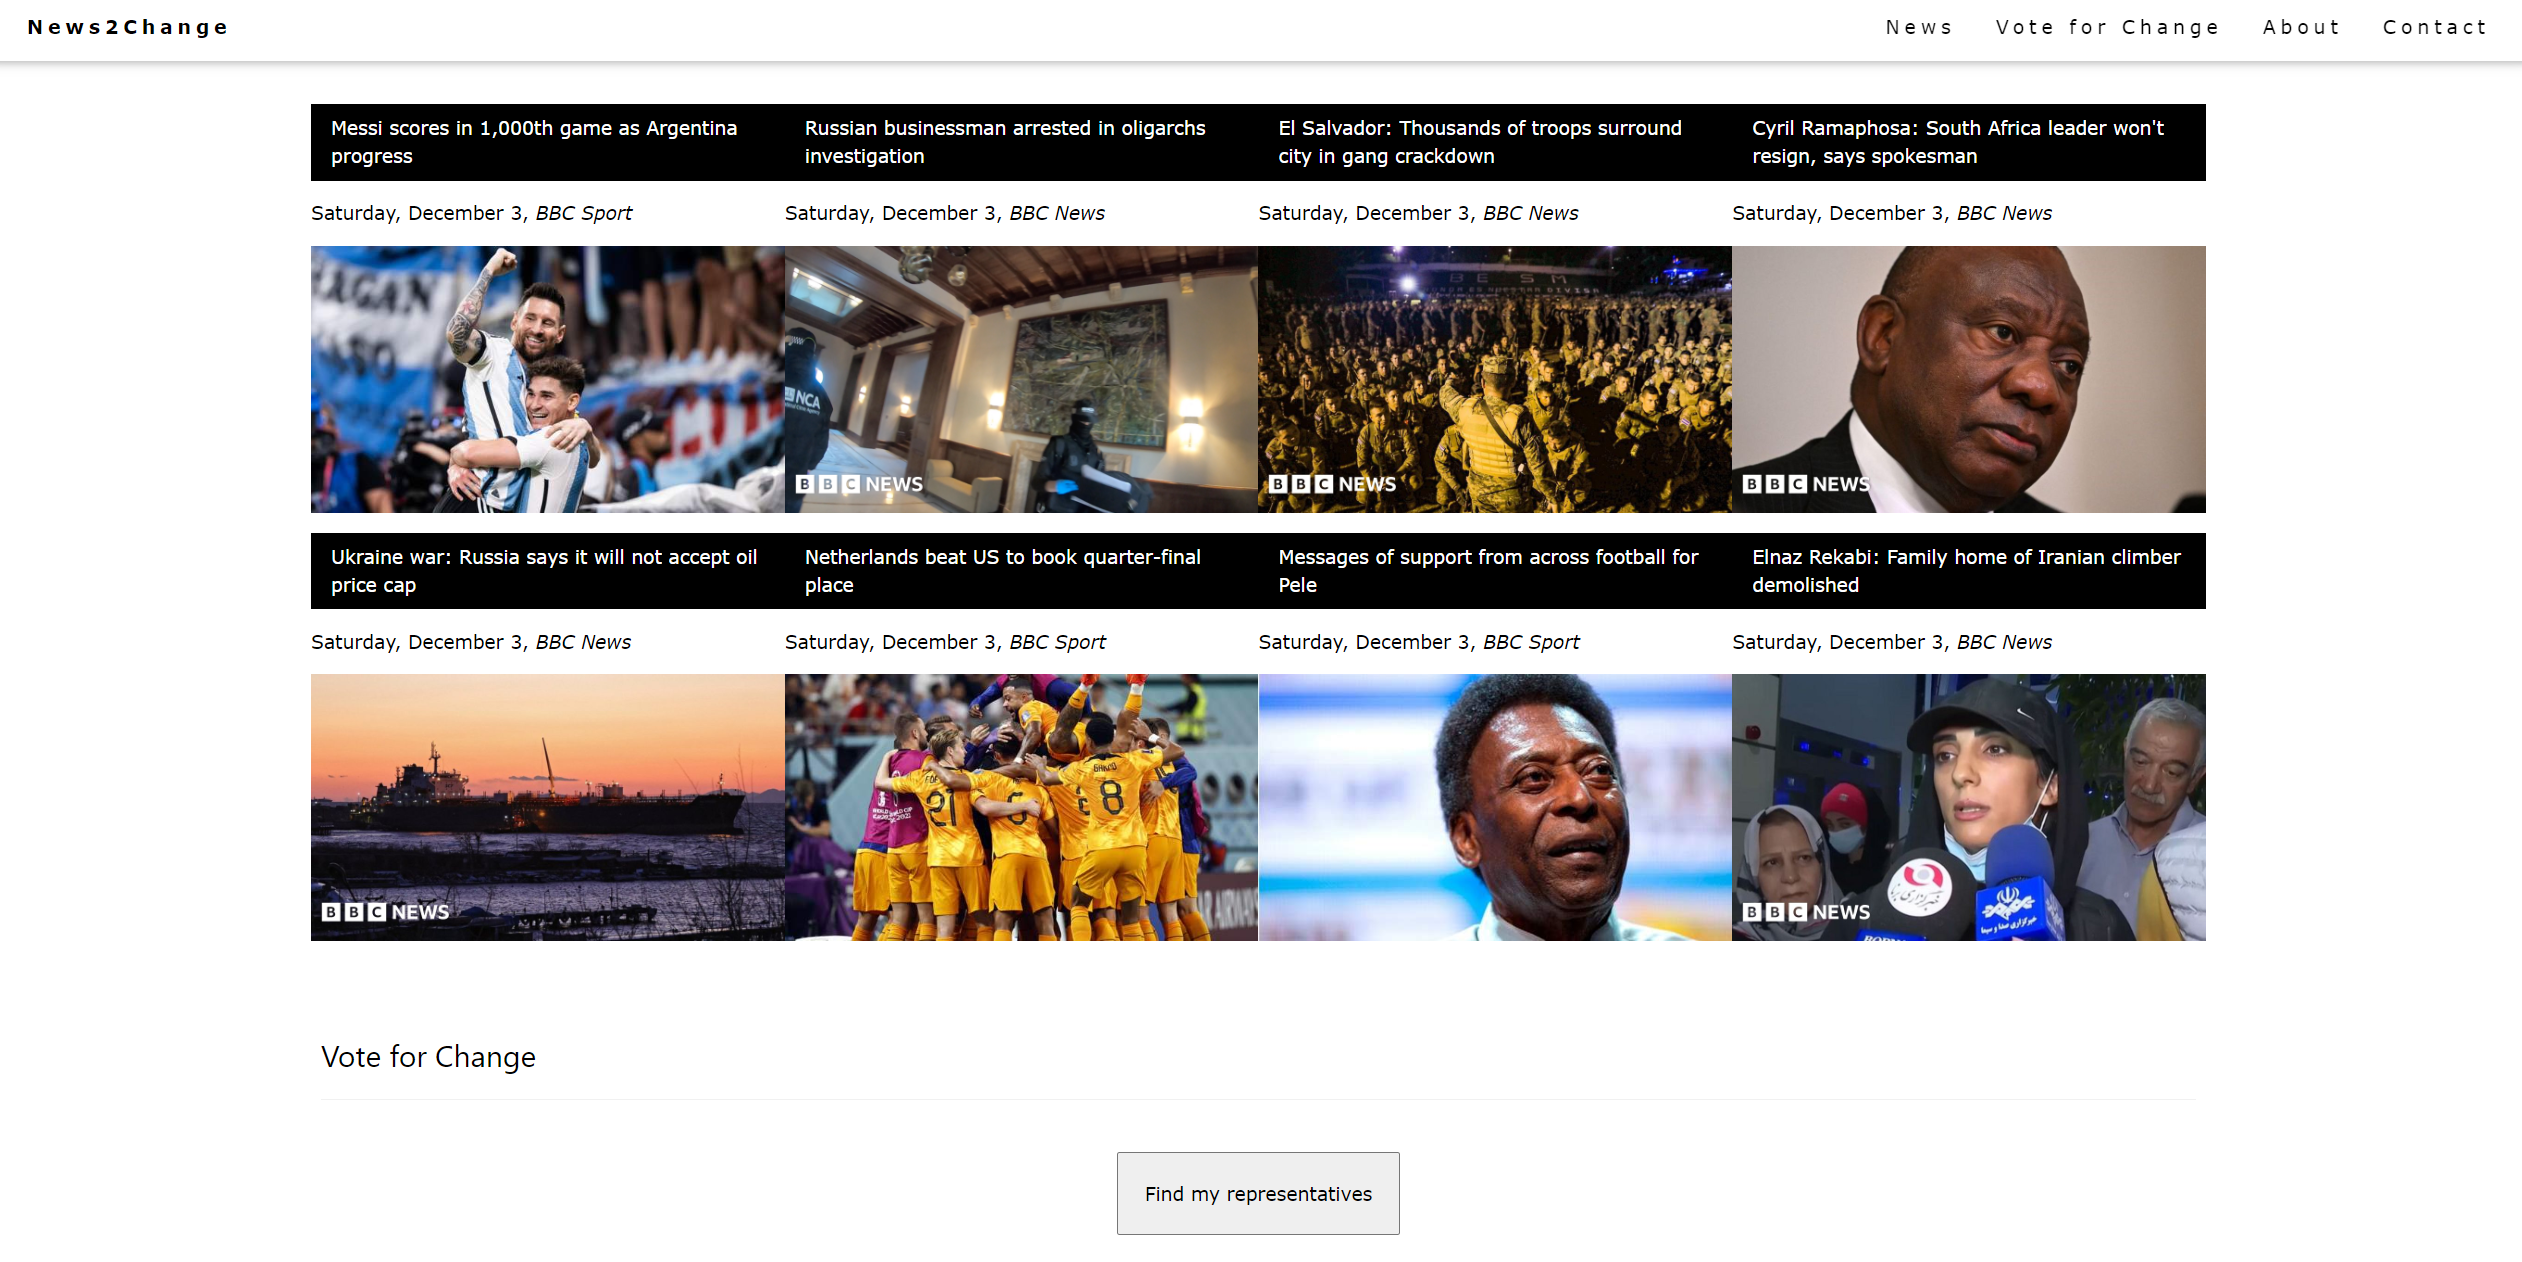 News2Change
News Vote for Change About Contact
Messi scores in 1,000th game as Argentina
progress
Russian businessman arrested in oligarchs
investigation
El Salvador: Thousands of troops surround
city in gang crackdown
Cyril Ramaphosa: South Africa leader won't
resign, says spokesman
Saturday, December 3, BBC Sport
Saturday, December 3, BBC News
Saturday, December 3, BBC News
Saturday, December 3, BBC News
NCA
BBC NEWS
BESM
BBC NEWS
BBC NEWS
Ukraine war: Russia says it will not accept oil
price cap
Netherlands beat US to book quarter-final
place
Messages of support from across football for
Pele
Elnaz Rekabi: Family home of Iranian climber
demolished
Saturday, December 3, BBC News
Saturday, December 3, BBC Sport
Saturday, December 3, BBC Sport
Saturday, December 3, BBC News
BBC NEWS
21
6
8
BBC NEWS
Vote for Change
Find my representatives